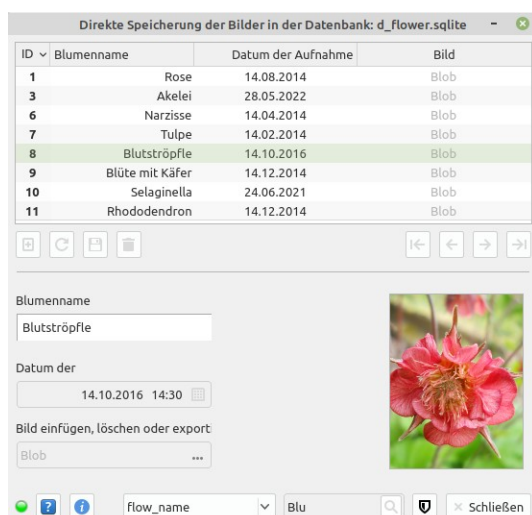 Direkte Speicherung der Bilder in der Datenbank: d_flower.sqlite
ID Blumenname Datum der Aufnahme Bild
1 Rose 14.08.2014 Blob
3 Akelei 28.05.2022 Blob
6 Narzisse 14.04.2014 Blob
7 Tulpe 14.02.2014 Blob
8 Blutströpfle 14.10.2016 Blob
9 Blüte mit Käfer 14.12.2014 Blob
10 Selaginella 24.06.2021 Blob
11 Rhododendron 14.12.2014 Blob
Blumenname
Blutströpfle
Datum der
14.10.2016 14:30
Bild einfügen, löschen oder export
Blob ...
flow_name Blu Schließen